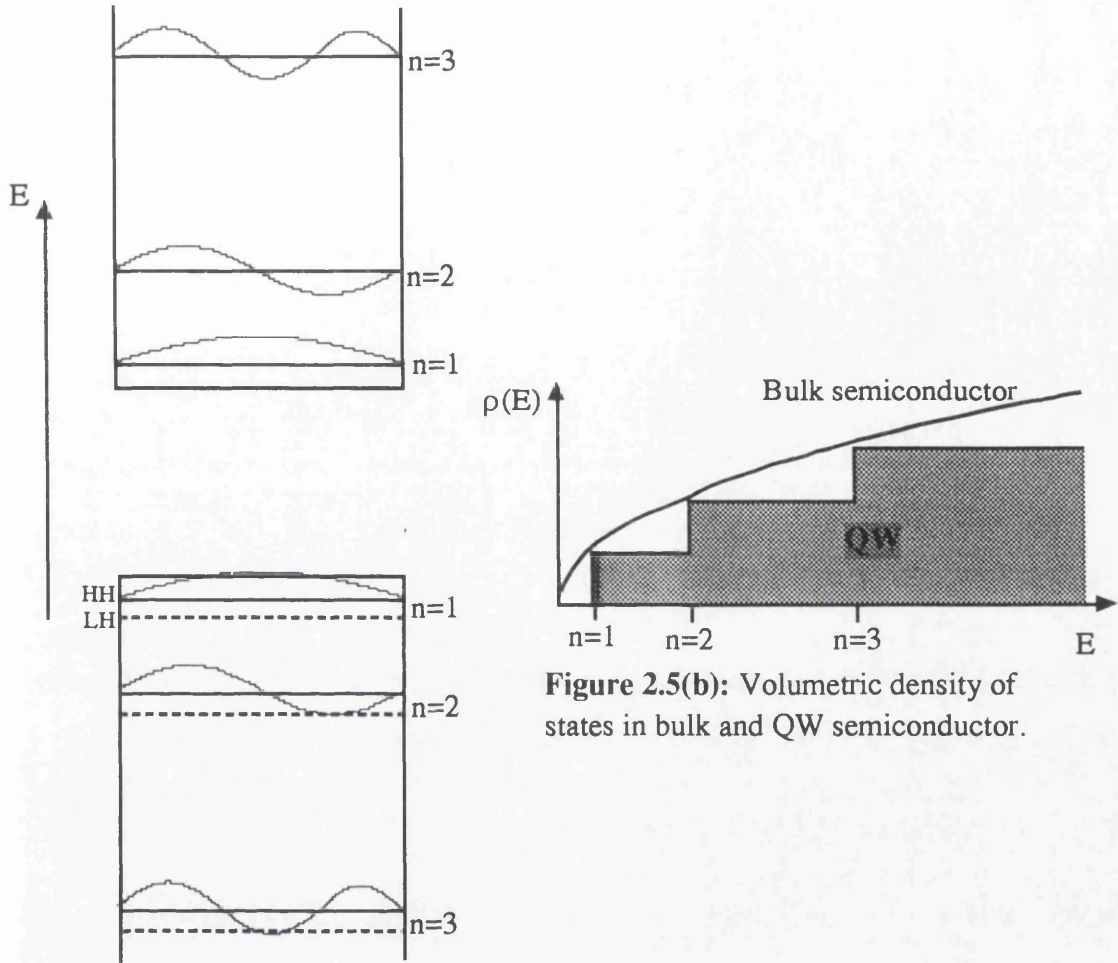 n=3
E
n=2
n=1
HH
LH
n=1
n=2
n=3
ρ(E)
Bulk semiconductor
QW
n=1
n=2
n=3
E
Figure 2.5(b): Volumetric density of
states in bulk and QW semiconductor.